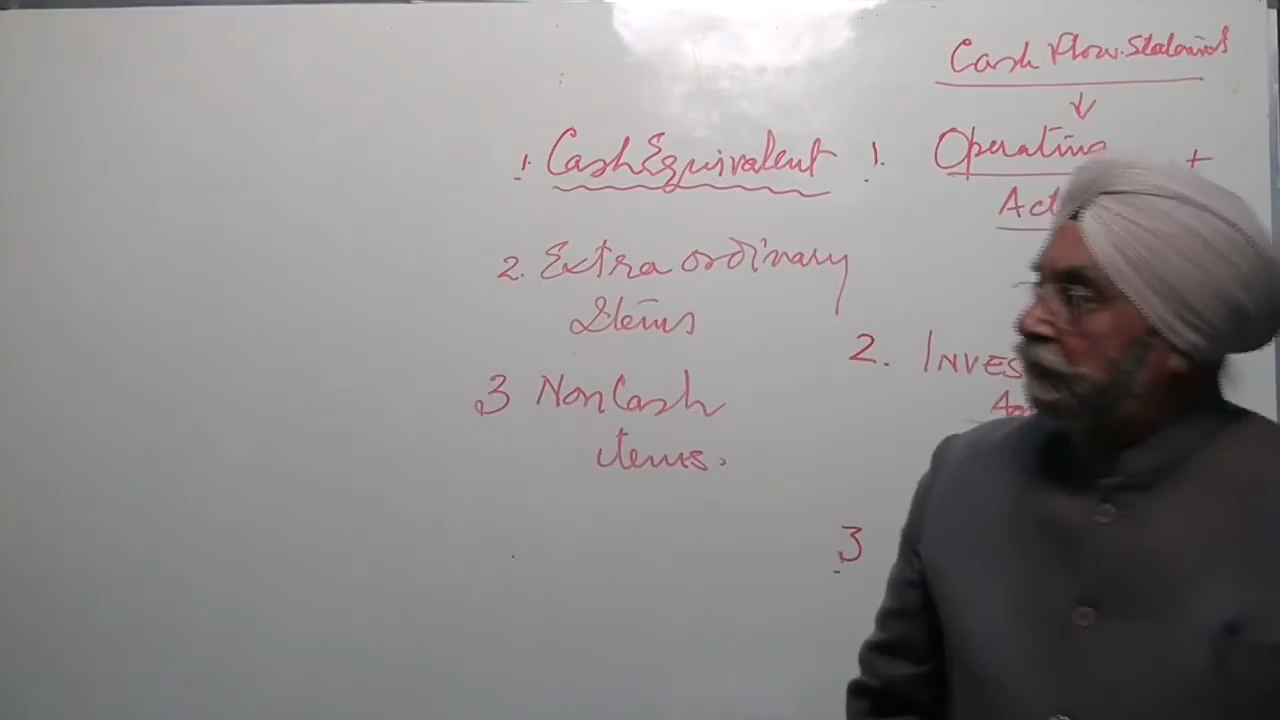 Cash Flow Statement
↓
1. Operating +
Act
2. INVES
3
1. Cash Equivalent
2. Extra ordinary
Items
3 Non Cash
items.